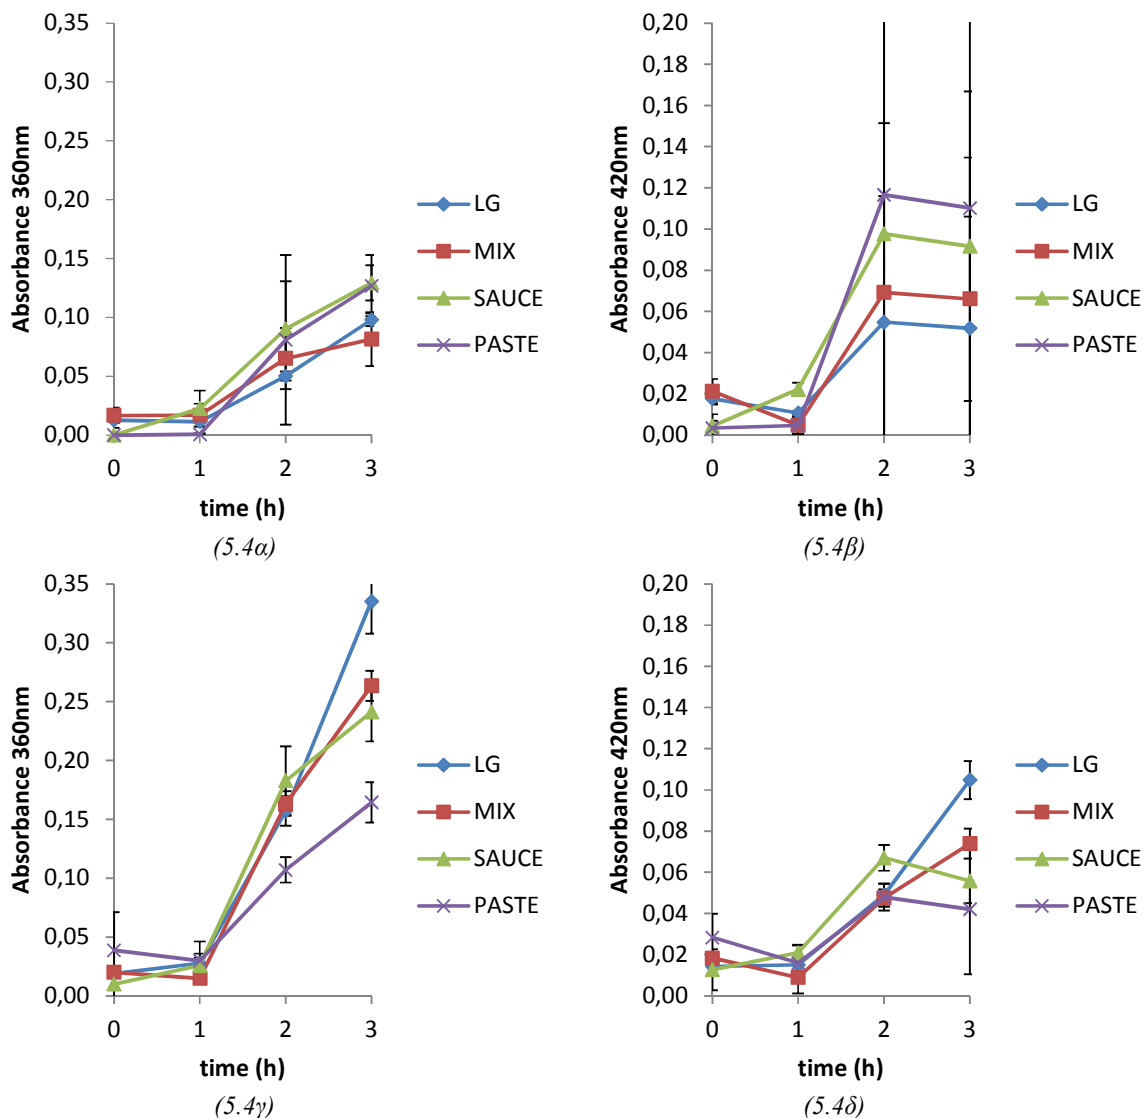 Absorbance 360nm
0,35
0,30
0,25
0,20
0,15
0,10
0,05
0,00
0 1 2 3
time (h)
LG
MIX
SAUCE
PASTE
(5.4α)
Absorbance 420nm
0,20
0,18
0,16
0,14
0,12
0,10
0,08
0,06
0,04
0,02
0,00
0 1 2 3
time (h)
LG
MIX
SAUCE
PASTE
(5.4β)
Absorbance 360nm
0,35
0,30
0,25
0,20
0,15
0,10
0,05
0,00
0 1 2 3
time (h)
LG
MIX
SAUCE
PASTE
(5.4γ)
Absorbance 420nm
0,20
0,18
0,16
0,14
0,12
0,10
0,08
0,06
0,04
0,02
0,00
0 1 2 3
time (h)
LG
MIX
SAUCE
PASTE
(5.4δ)